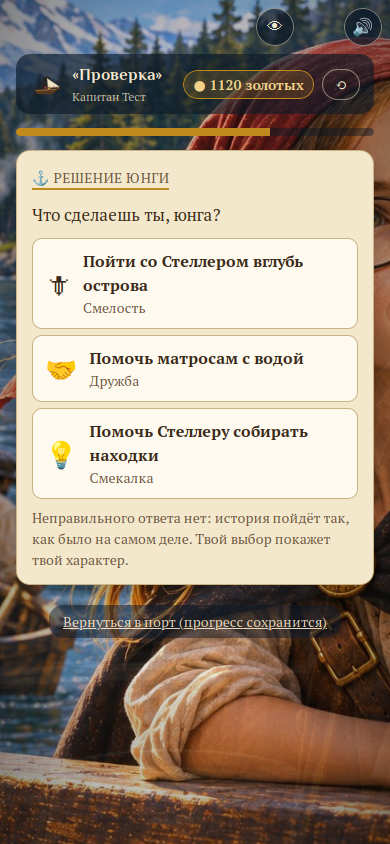 «Проверка»
Капитан Тест
1120 золотых
РЕШЕНИЕ ЮНГИ
Что сделаешь ты, юнга?
Пойти со Стеллером вглубь
острова
Смелость
Помочь матросам с водой
Дружба
Помочь Стеллеру собирать
находки
Смекалка
Неправильного ответа нет: история пойдёт так,
как было на самом деле. Твой выбор покажет
твой характер.
Вернуться в порт (прогресс сохранится)